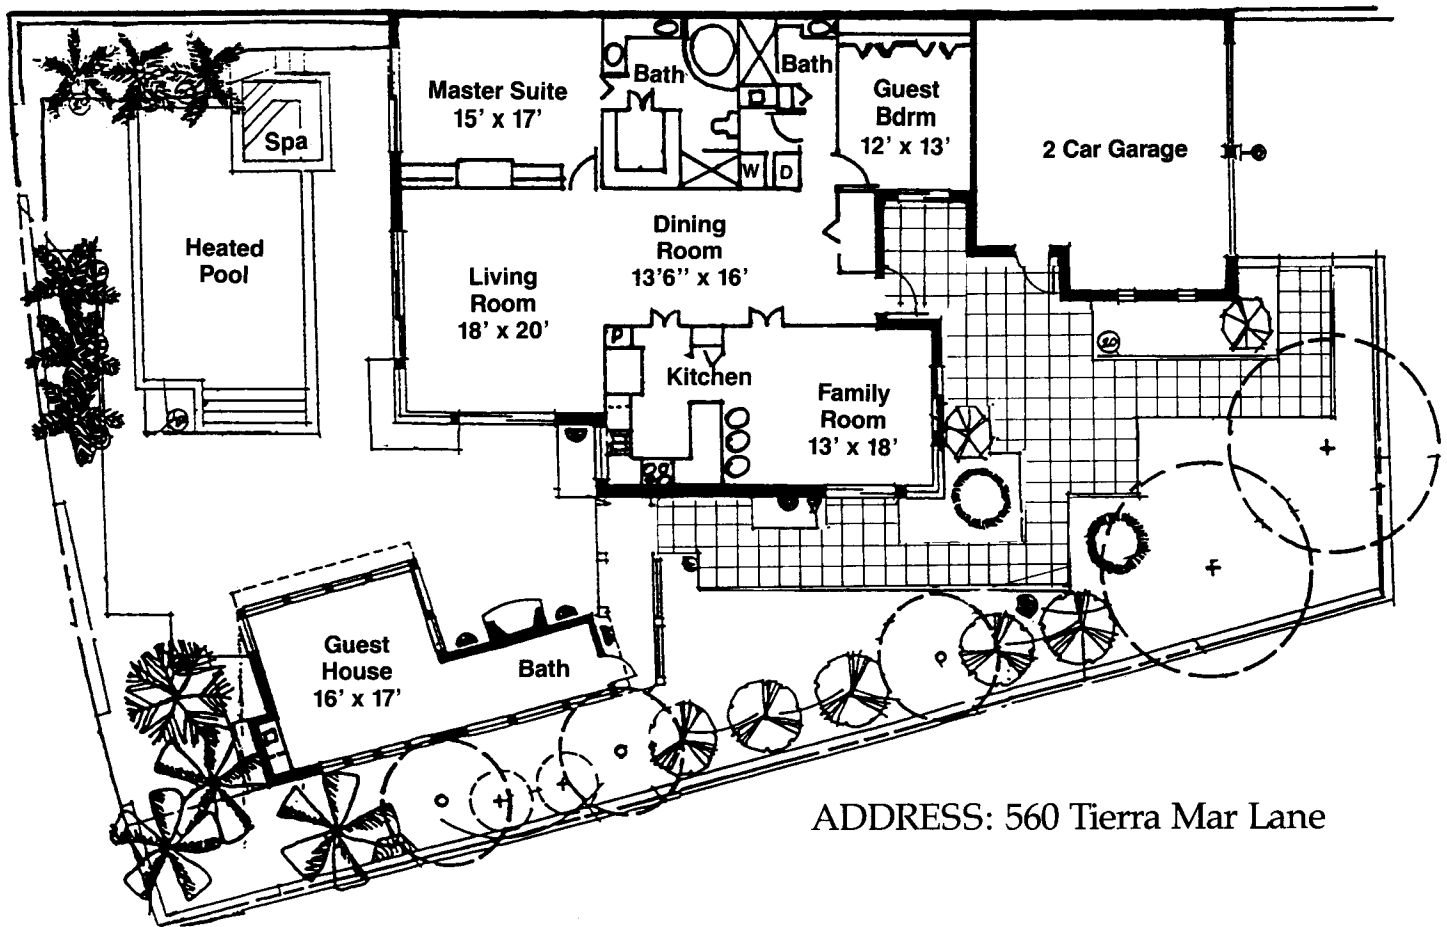 Master Suite
15' x 17'
Bath
Bath
Guest
Bdrm
12' x 13'
2 Car Garage
Spa
W D
Heated
Pool
Living
Room
18' x 20'
Dining
Room
13'6" x 16'
P
Kitchen
Family
Room
13' x 18'
20
Guest
House
16' x 17'
Bath
ADDRESS: 560 Tierra Mar Lane